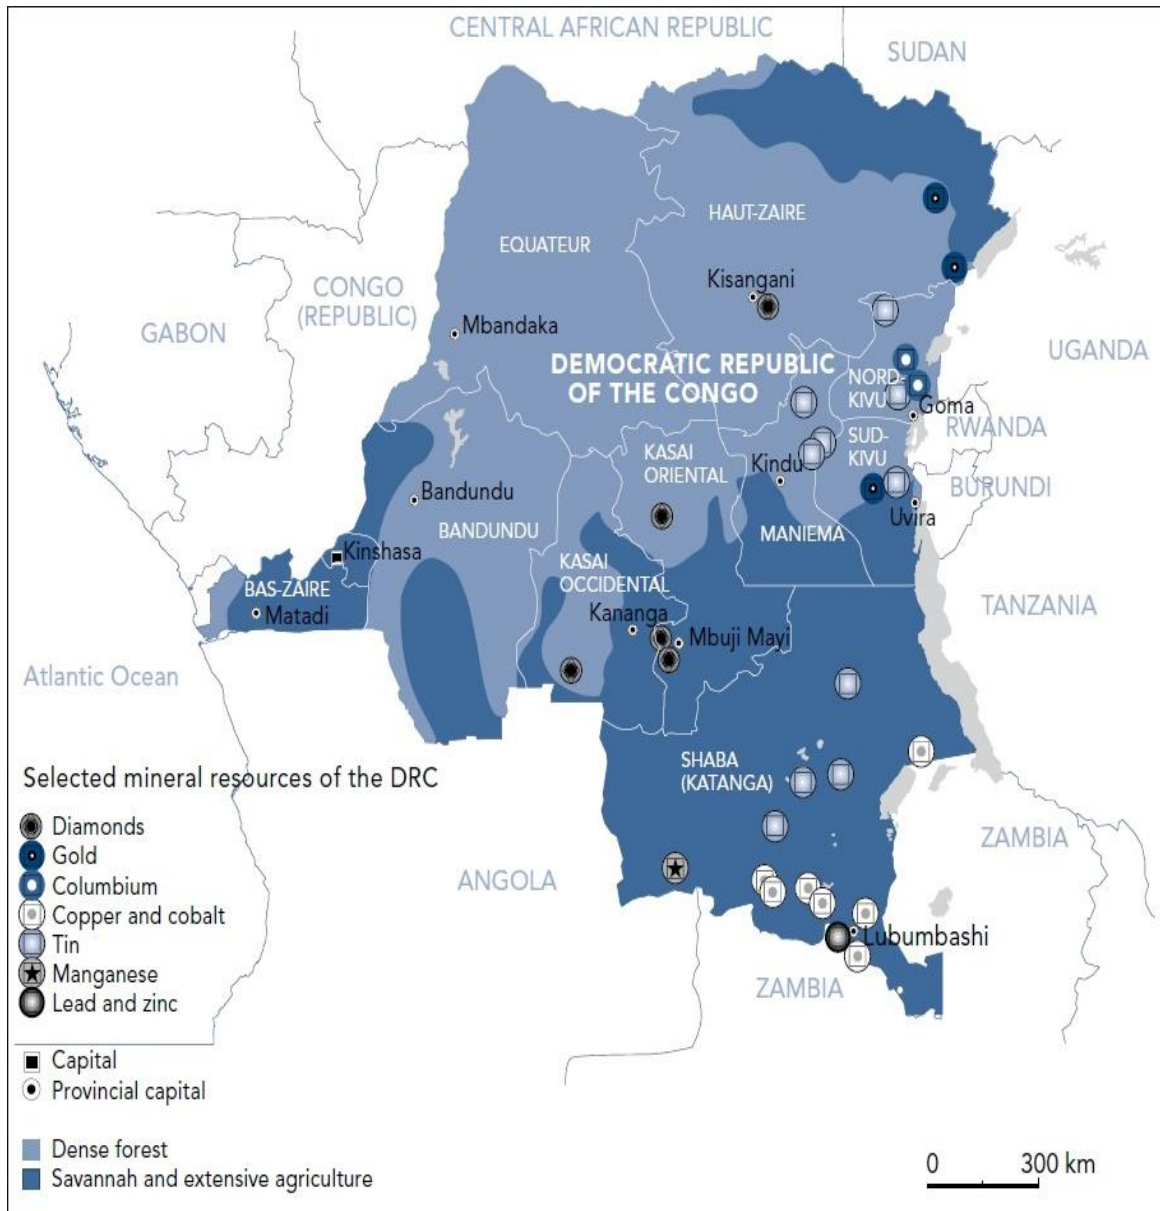 CENTRAL AFRICAN REPUBLIC
SUDAN
HAUT-ZAIRE
EQUATEUR
Kisangani
CONGO
(REPUBLIC)
GABON
Mbandaka
UGANDA
DEMOCRATIC REPUBLIC
OF THE CONGO
NORD-
KIVU
Goma
RWANDA
SUD-
KIVU
KASAI
ORIENTAL
Kindu
BURUNDI
Bandundu
Uvira
BANDUNDU
MANIEMA
Kinshasa
KASAI
OCCIDENTAL
BAS-ZAIRE
Matadi
Kananga
TANZANIA
Mbuji Mayi
Atlantic Ocean
SHABA
(KATANGA)
Selected mineral resources of the DRC
Diamonds
Gold
Columbium
Copper and cobalt
Tin
Manganese
Lead and zinc
ZAMBIA
ANGOLA
Lubumbashi
ZAMBIA
Capital
Provincial capital
Dense forest
Savannah and extensive agriculture
0 300 km